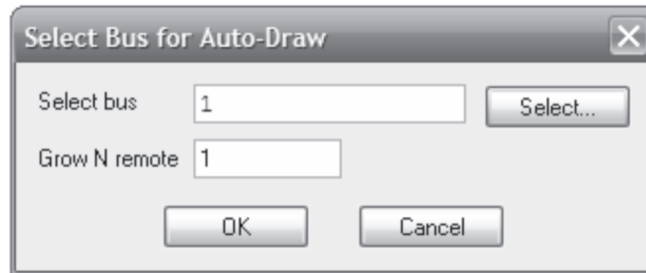 Select Bus for Auto-Draw
Select bus 1 Select...
Grow N remote 1
OK Cancel